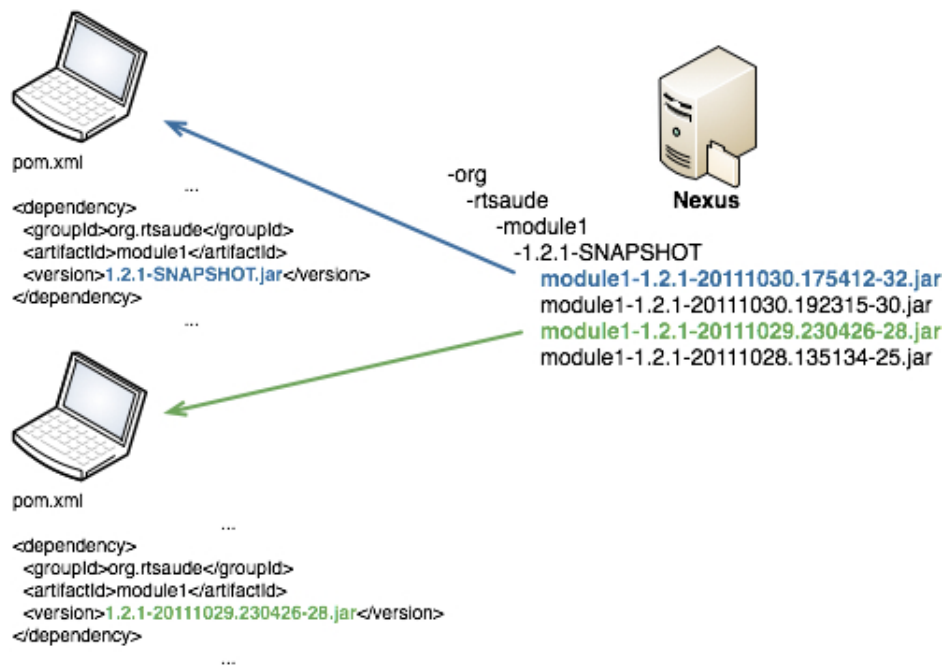 pom.xml
...
<dependency>
<groupId>org.rtsaude</groupId>
<artifactId>module1</artifactId>
<version>1.2.1-SNAPSHOT.jar</version>
</dependency>
...
Nexus
-org
-rtsaude
-module1
-1.2.1-SNAPSHOT
module1-1.2.1-20111030.175412-32.jar
module1-1.2.1-20111030.192315-30.jar
module1-1.2.1-20111029.230426-28.jar
module1-1.2.1-20111028.135134-25.jar
pom.xml
...
<dependency>
<groupId>org.rtsaude</groupId>
<artifactId>module1</artifactId>
<version>1.2.1-20111029.230426-28.jar</version>
</dependency>
...